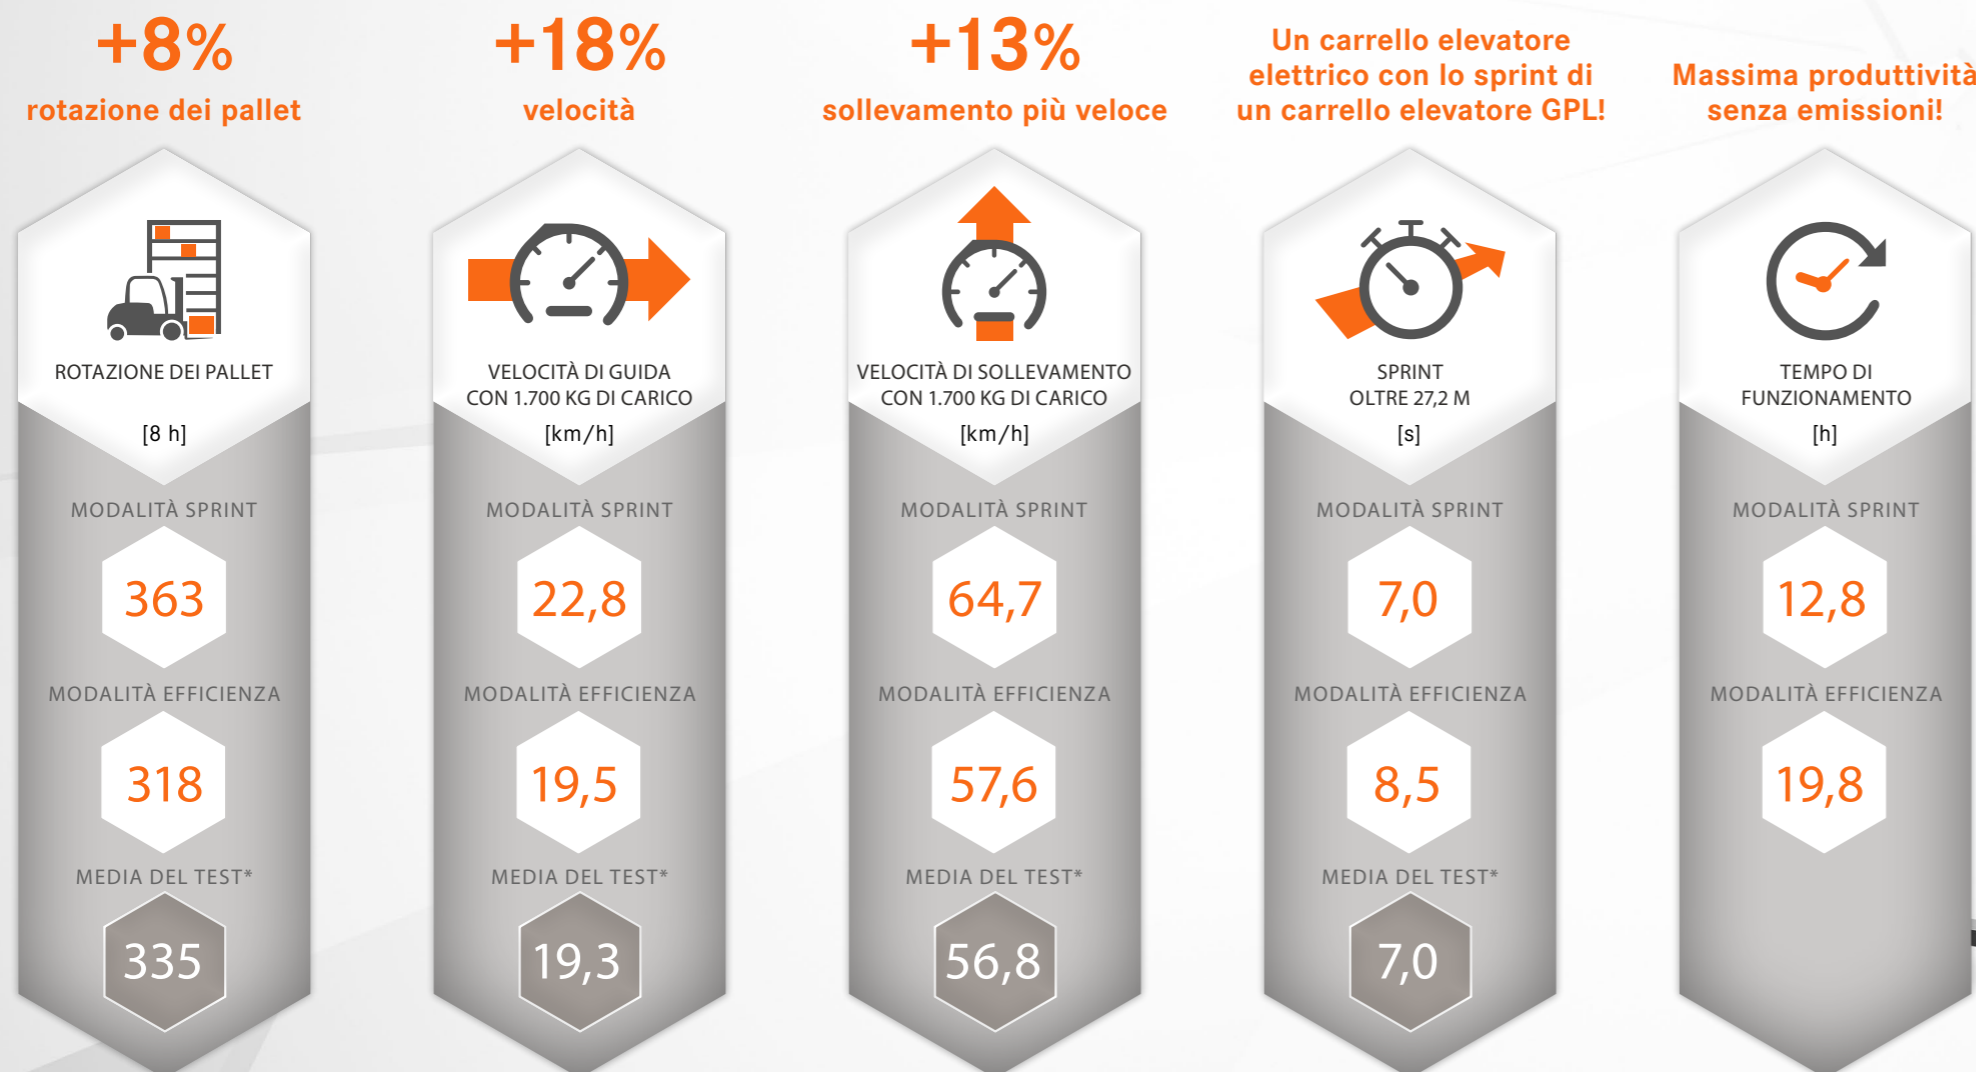 +8%
rotazione dei pallet
ROTAZIONE DEI PALLET
[8 h]
MODALITÀ SPRINT
363
MODALITÀ EFFICIENZA
318
MEDIA DEL TEST*
335
+18%
velocità
VELOCITÀ DI GUIDA
CON 1.700 KG DI CARICO
[km/h]
MODALITÀ SPRINT
22,8
MODALITÀ EFFICIENZA
19,5
MEDIA DEL TEST*
19,3
+13%
sollevamento più veloce
VELOCITÀ DI SOLLEVAMENTO
CON 1.700 KG DI CARICO
[km/h]
MODALITÀ SPRINT
64,7
MODALITÀ EFFICIENZA
57,6
MEDIA DEL TEST*
56,8
Un carrello elevatore
elettrico con lo sprint di
un carrello elevatore GPL!
SPRINT
OLTRE 27,2 M
[s]
MODALITÀ SPRINT
7,0
MODALITÀ EFFICIENZA
8,5
MEDIA DEL TEST*
7,0
Massima produttività
senza emissioni!
TEMPO DI
FUNZIONAMENTO
[h]
MODALITÀ SPRINT
12,8
MODALITÀ EFFICIENZA
19,8